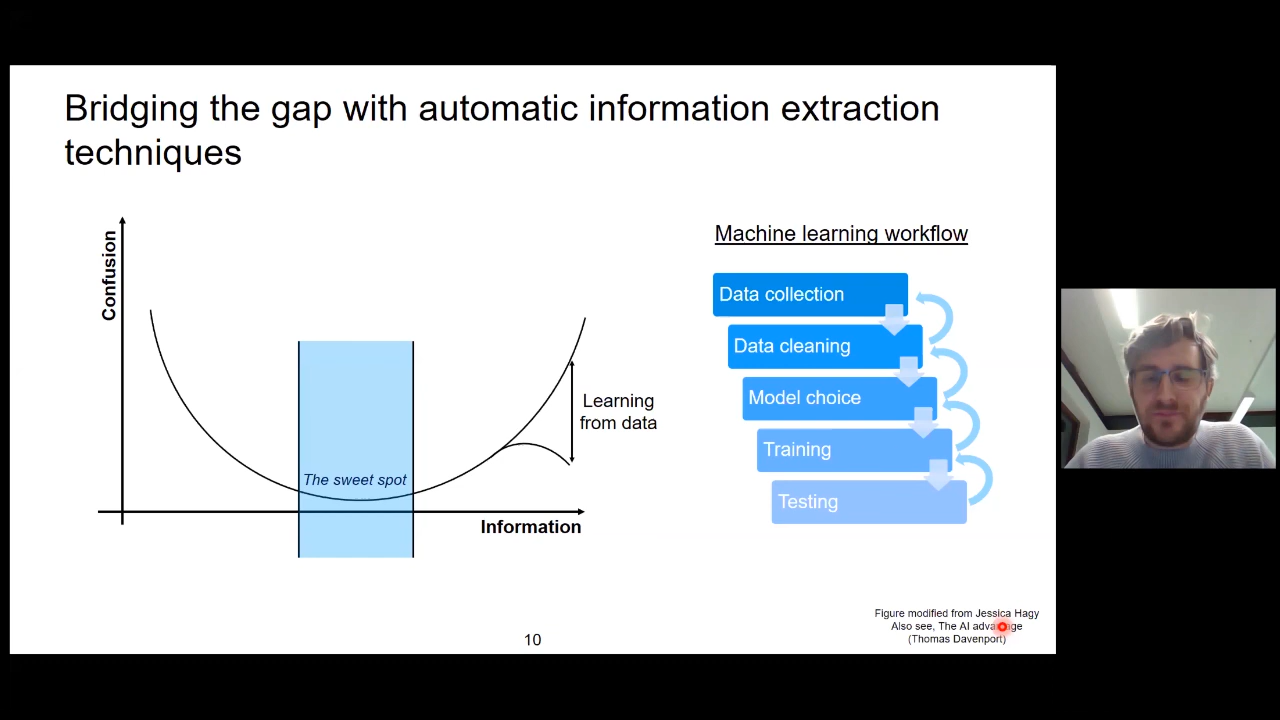 Bridging the gap with automatic information extraction
techniques
Confusion
The sweet spot
Learning
from data
Information
Machine learning workflow
Data collection
Data cleaning
Model choice
Training
Testing
Figure modified from Jessica Hagy
Also see, The AI advantage
(Thomas Davenport)
10